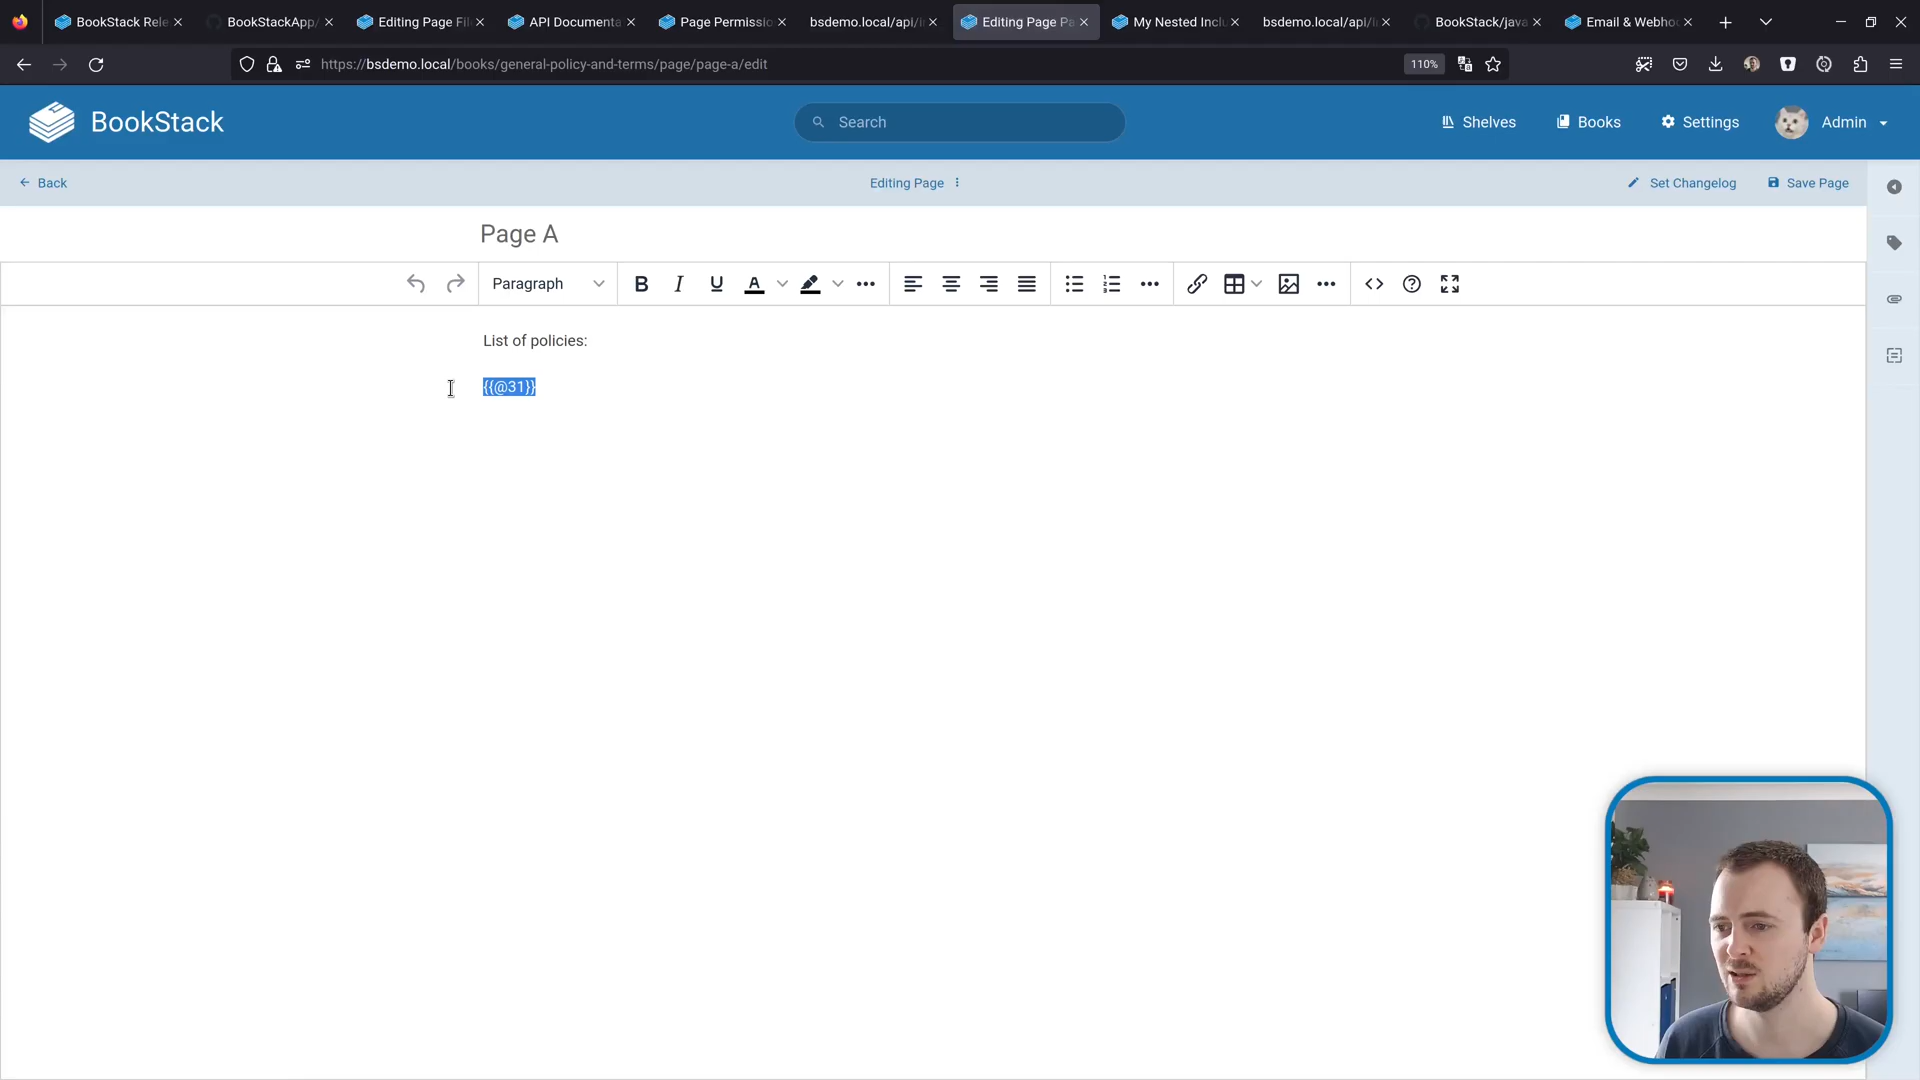 BookStack Rele
BookStackApp/
Editing Page Fi
API Documenta
Page Permissio
bsdemo.local/api/i
Editing Page Pa
My Nested Inclu
bsdemo.local/api/i
BookStack/java
Email & Webho
https://bsdemo.local/books/general-policy-and-terms/page/page-a/edit
110%
BookStack
Search
Shelves
Books
Settings
Admin
Back
Editing Page
Set Changelog
Save Page
Page A
Paragraph
B I U A
List of policies:
{{@31}}